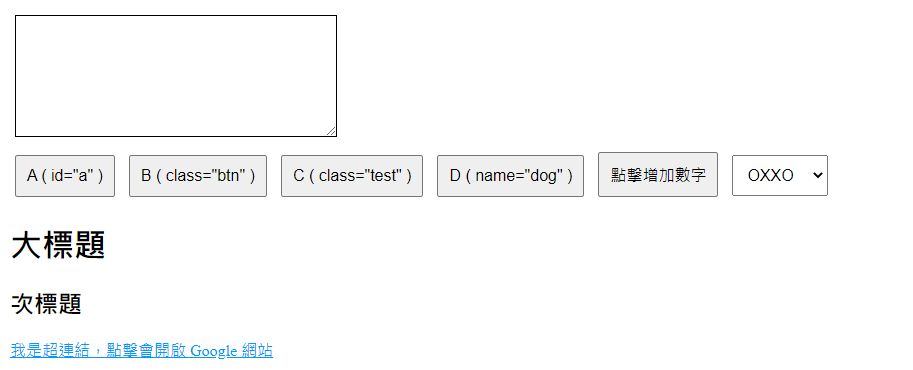 A ( id="a" ) B ( class="btn" ) C ( class="test" ) D ( name="dog" ) 點擊增加數字 OXXO
大標題
次標題
我是超連結，點擊會開啟 Google 網站